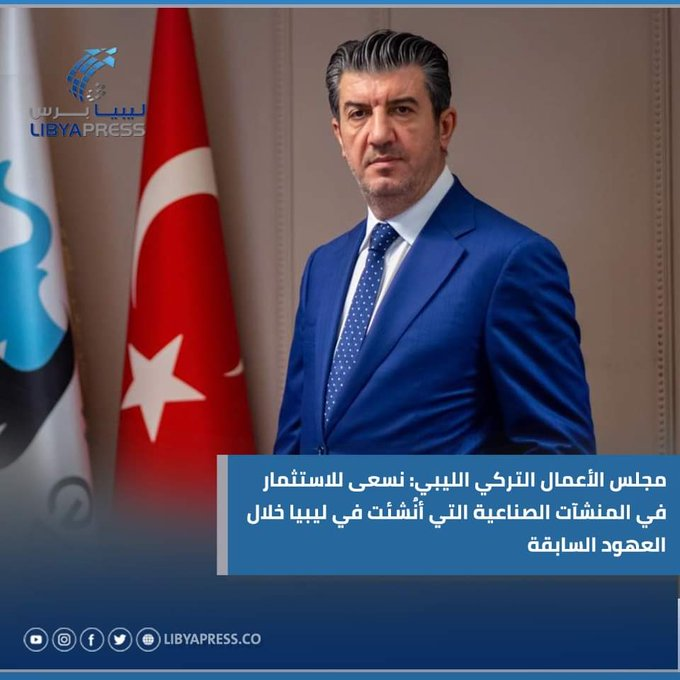 ليبيا برس
LIBYAPRESS
مجلس الأعمال التركي الليبي: نسعى للاستثمار
في المنشآت الصناعية التي أُنشئت في ليبيا خلال
العهود السابقة
LIBYAPRESS.CO